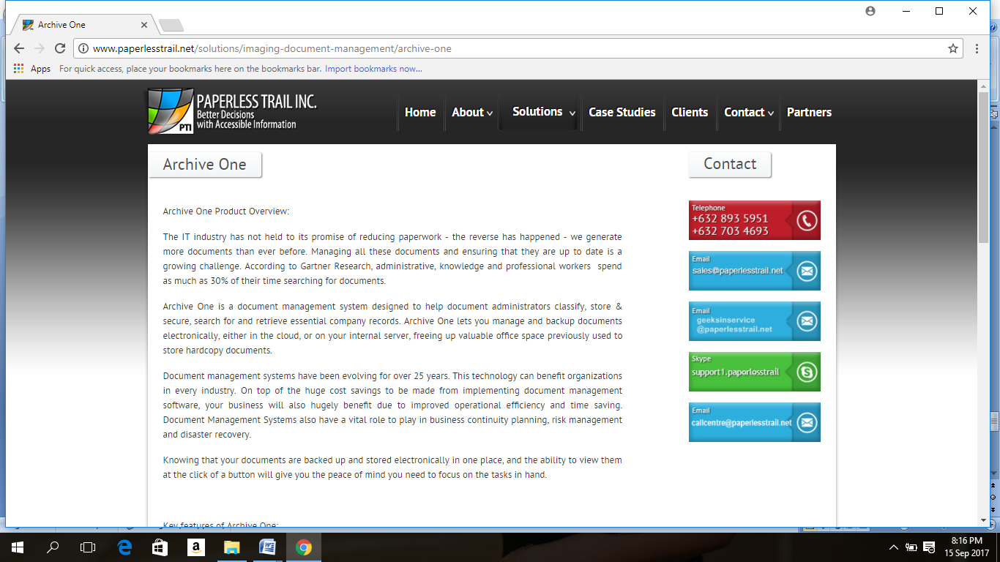 Archive One
www.paperlesstrail.net/solutions/imaging-document-management/archive-one
Apps For quick access, place your bookmarks here on the bookmarks bar. Import bookmarks now...
PTI
PAPERLESS TRAIL INC.
Better Decisions
with Accessible Information
Home About Solutions Case Studies Clients Contact Partners
Archive One
Archive One Product Overview:
The IT industry has not held to its promise of reducing paperwork - the reverse has happened - we generate
more documents than ever before. Managing all these documents and ensuring that they are up to date is a
growing challenge. According to Gartner Research, administrative, knowledge and professional workers spend
as much as 30% of their time searching for documents.
Archive One is a document management system designed to help document administrators classify, store &
secure, search for and retrieve essential company records. Archive One lets you manage and backup documents
electronically, either in the cloud, or on your internal server, freeing up valuable office space previously used to
store hardcopy documents.
Document management systems have been evolving for over 25 years. This technology can benefit organizations
in every industry. On top of the huge cost savings to be made from implementing document management
software, your business will also hugely benefit due to improved operational efficiency and time saving.
Document Management Systems also have a vital role to play in business continuity planning, risk management
and disaster recovery.
Knowing that your documents are backed up and stored electronically in one place, and the ability to view them
at the click of a button will give you the peace of mind you need to focus on the tasks in hand.
Key features of Archive One:
Contact
Telephone
+632 893 5951
+632 703 4693
Email
sales@paperlesstrail.net
Email
geeksinservice
@paperlesstrail.net
Skype
support1.paperlesstrail
Email
callcentre@paperlesstrail.net
8:16 PM
15 Sep 2017